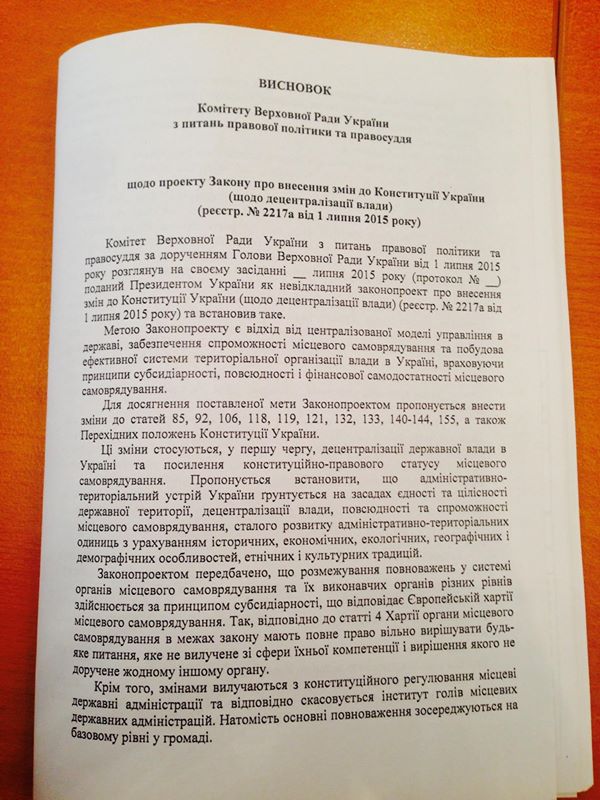 ВИСНОВОК
Комітету Верховної Ради України
з питань правової політики та правосуддя
щодо проекту Закону про внесення змін до Конституції України
(щодо децентралізації влади)
(реєстр. № 2217а від 1 липня 2015 року)
Комітет Верховної Ради України з питань правової політики та
правосуддя за дорученням Голови Верховної Ради України від 1 липня 2015
року розглянув на своєму засіданні __ липня 2015 року (протокол № __)
поданий Президентом України як невідкладний законопроект про внесення
змін до Конституції України (щодо децентралізації влади) (реєстр. № 2217а від
1 липня 2015 року) та встановив таке.
Метою Законопроекту є відхід від централізованої моделі управління в
державі, забезпечення спроможності місцевого самоврядування та побудова
ефективної системи територіальної організації влади в Україні, враховуючи
принципи субсидіарності, повсюдності і фінансової самодостатності місцевого
самоврядування.
Для досягнення поставленої мети Законопроектом пропонується внести
зміни до статей 85, 92, 106, 118, 119, 121, 132, 133, 140-144, 155, а також
Перехідних положень Конституції України.
Ці зміни стосуються, у першу чергу, децентралізації державної влади в
Україні та посилення конституційно-правового статусу місцевого
самоврядування. Пропонується встановити, що адміністративно-
територіальний устрій України ґрунтується на засадах єдності та цілісності
державної території, децентралізації влади, повсюдності та спроможності
місцевого самоврядування, сталого розвитку адміністративно-територіальних
одиниць з урахуванням історичних, економічних, екологічних, географічних і
демографічних особливостей, етнічних і культурних традицій.
Законопроектом передбачено, що розмежування повноважень у системі
органів місцевого самоврядування та їх виконавчих органів різних рівнів
здійснюється за принципом субсидіарності, що відповідає Європейській хартії
місцевого самоврядування. Так, відповідно до статті 4 Хартії органи місцевого
самоврядування в межах закону мають повне право вільно вирішувати будь-
яке питання, яке не вилучене зі сфери їхньої компетенції і вирішення якого не
доручене жодному іншому органу.
Крім того, змінами вилучаються з конституційного регулювання місцеві
державні адміністрації та відповідно скасовується інститут голів місцевих
державних адміністрацій. Натомість основні повноваження зосереджуються на
базовому рівні у громаді.